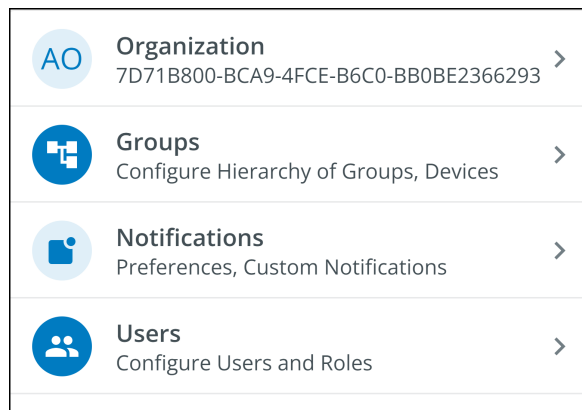 AO
Organization
7D71B800-BCA9-4FCE-B6C0-BB0BE2366293
Groups
Configure Hierarchy of Groups, Devices
Notifications
Preferences, Custom Notifications
Users
Configure Users and Roles